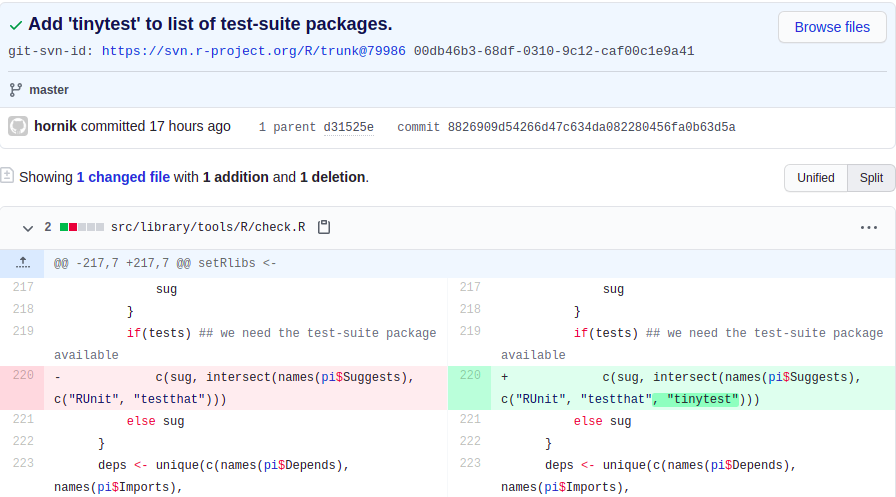 Add 'tinytest' to list of test-suite packages.
Browse files
git-svn-id: https://svn.r-project.org/R/trunk@79986 00db46b3-68df-0310-9c12-caf00c1e9a41
master
hornik committed 17 hours ago 1 parent d31525e commit 8826909d54266d47c634da082280456fa0b63d5a
Showing 1 changed file with 1 addition and 1 deletion.
Unified Split
2 src/library/tools/R/check.R
@@ -217,7 +217,7 @@ setRlibs <-
217 sug
218 }
219 if(tests) ## we need the test-suite package
available
220 - c(sug, intersect(names(pi$Suggests),
c("RUnit", "testthat")))
221 else sug
222 }
223 deps <- unique(c(names(pi$Depends),
names(pi$Imports),
217 sug
218 }
219 if(tests) ## we need the test-suite package
available
220 + c(sug, intersect(names(pi$Suggests),
c("RUnit", "testthat", "tinytest")))
221 else sug
222 }
223 deps <- unique(c(names(pi$Depends),
names(pi$Imports),